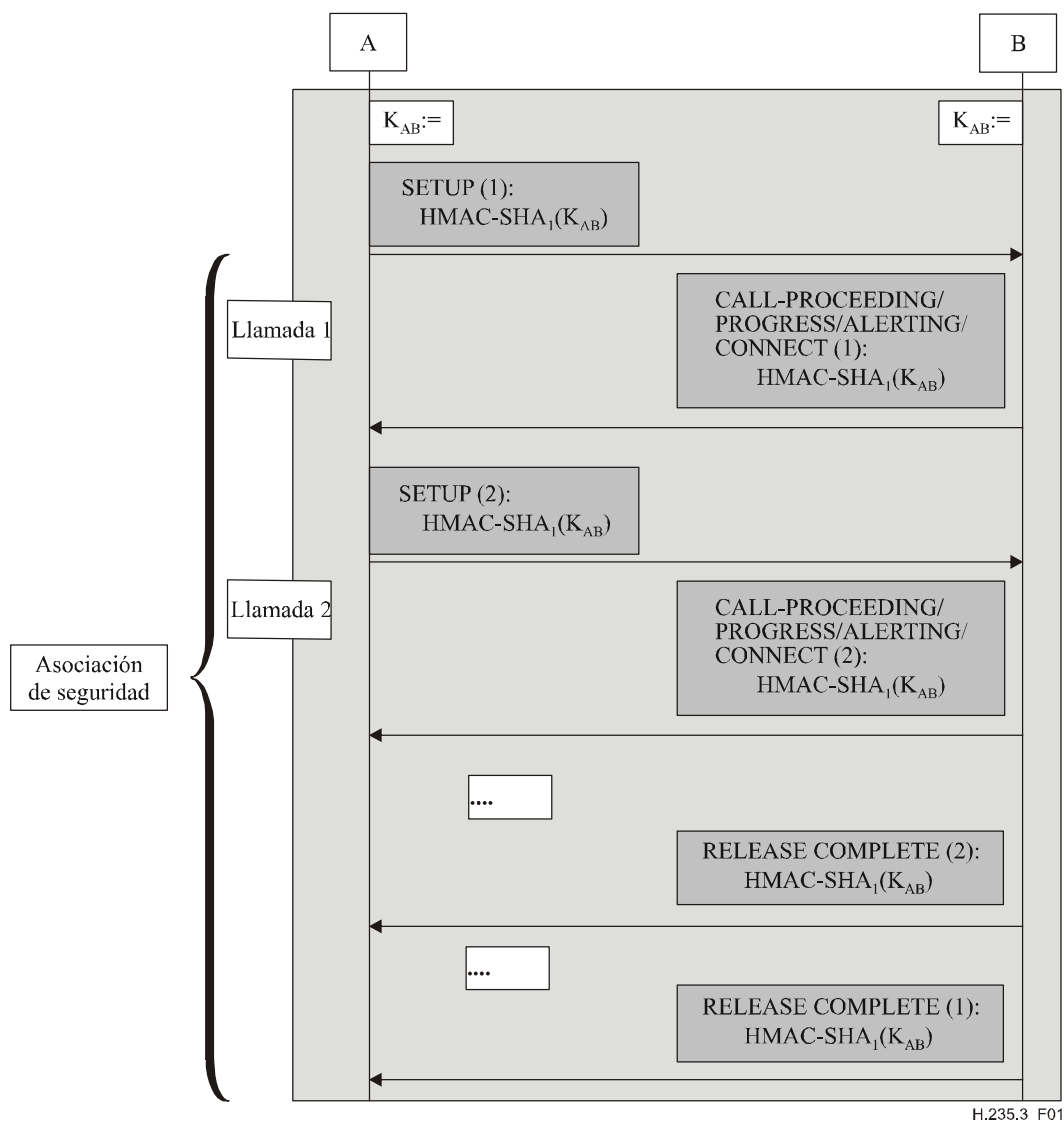 A
B
K_AB:=
K_AB:=
SETUP (1):
HMAC-SHA₁(K_AB)
CALL-PROCEEDING/
PROGRESS/ALERTING/
CONNECT (1):
HMAC-SHA₁(K_AB)
Llamada 1
SETUP (2):
HMAC-SHA₁(K_AB)
CALL-PROCEEDING/
PROGRESS/ALERTING/
CONNECT (2):
HMAC-SHA₁(K_AB)
Llamada 2
Asociación
de seguridad
....
RELEASE COMPLETE (2):
HMAC-SHA₁(K_AB)
....
RELEASE COMPLETE (1):
HMAC-SHA₁(K_AB)
H.235.3_F01